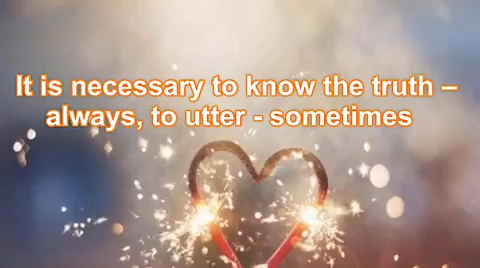 It is necessary to know the truth –
always, to utter - sometimes